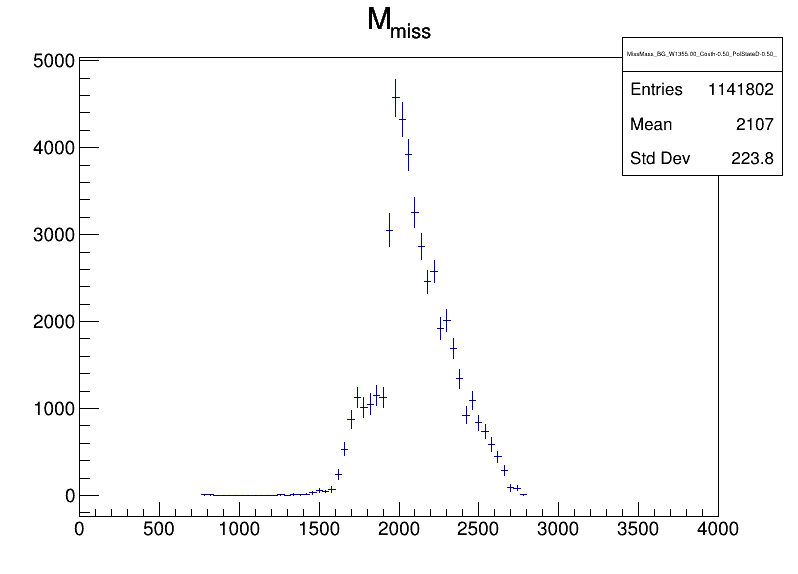 M_miss
MissMass_BG_W1355.00_Costh-0.50_PolStateD-0.50_
Entries 1141802
Mean 2107
Std Dev 223.8
5000
4000
3000
2000
1000
0
0 500 1000 1500 2000 2500 3000 3500 4000